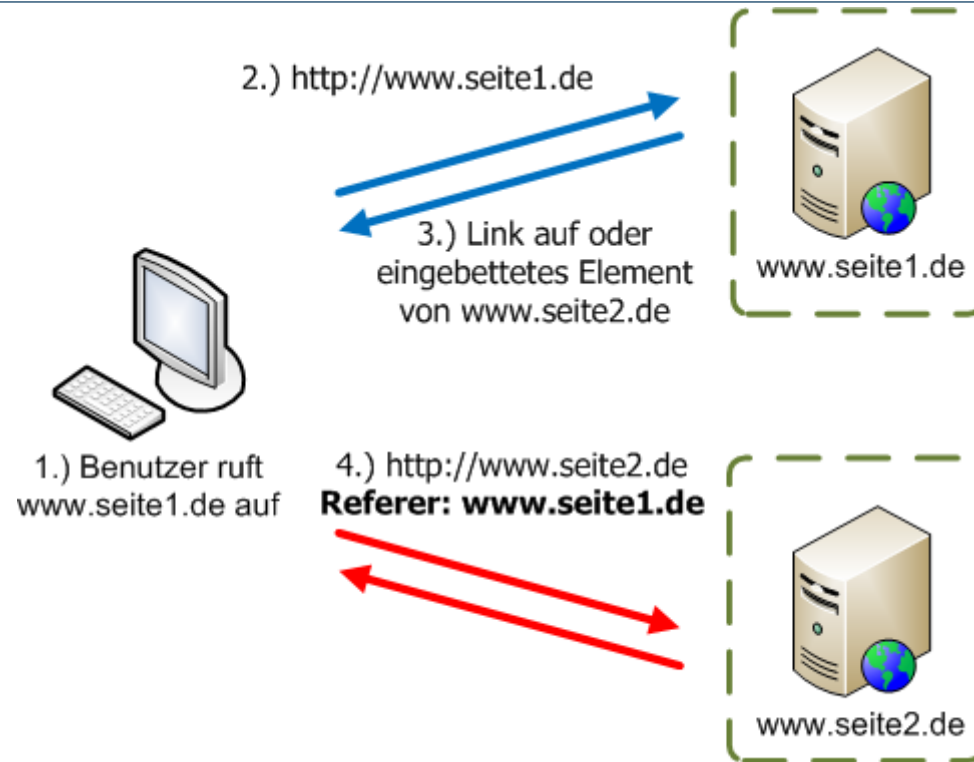 2.) http://www.seite1.de
3.) Link auf oder
eingebettetes Element
von www.seite2.de
www.seite1.de
1.) Benutzer ruft
www.seite1.de auf
4.) http://www.seite2.de
Referer: www.seite1.de
www.seite2.de